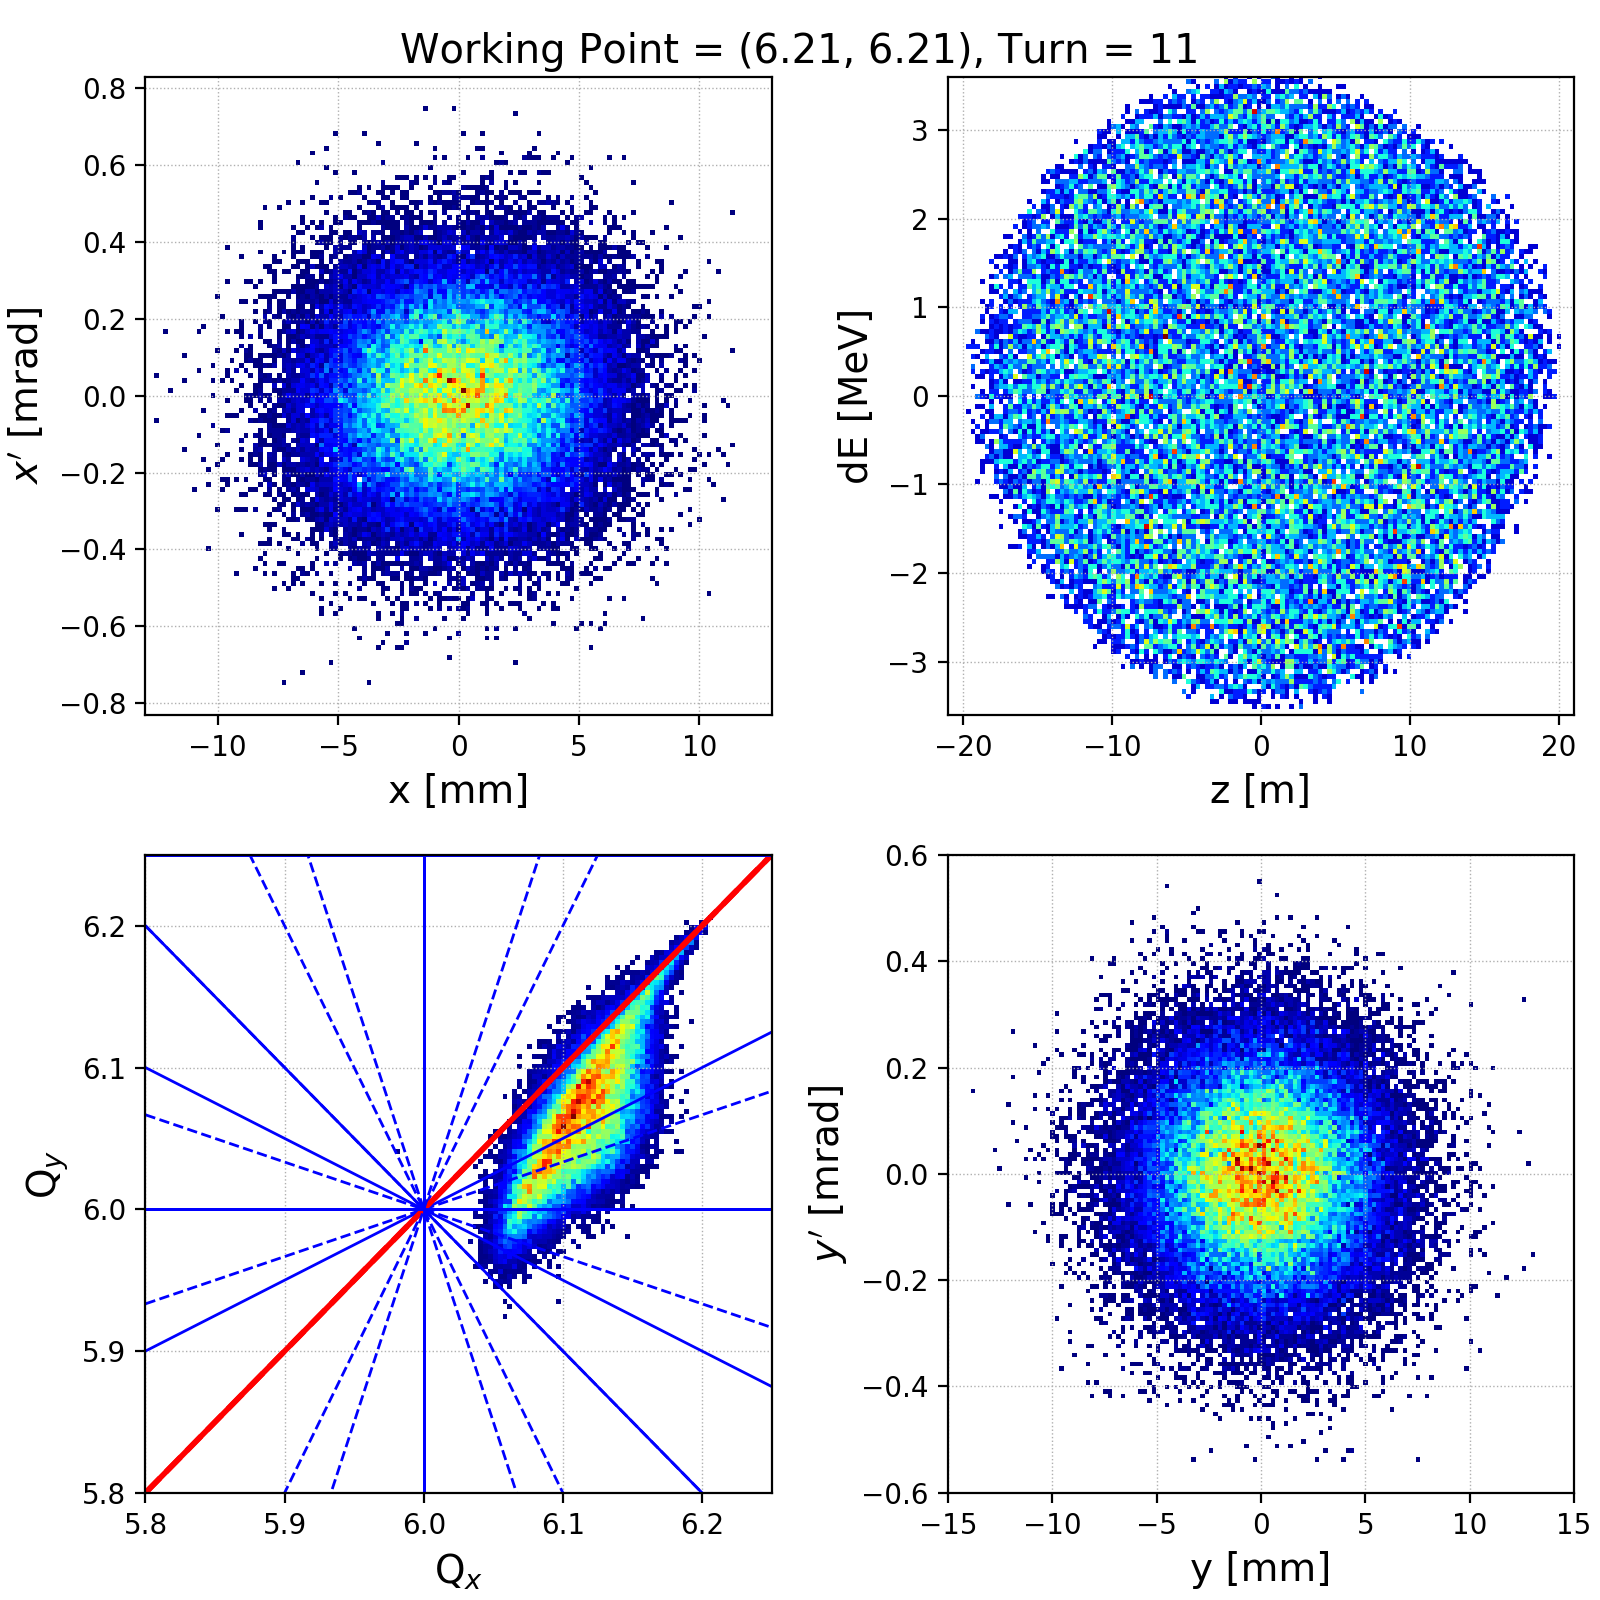 Working Point = (6.21, 6.21), Turn = 11
0.8
0.6
0.4
0.2
0.0
−0.2
−0.4
−0.6
−0.8
x′ [mrad]
−10 −5 0 5 10
x [mm]
3
2
1
0
−1
−2
−3
dE [MeV]
−20 −10 0 10 20
z [m]
6.2
6.1
6.0
5.9
5.8
Qy
5.8 5.9 6.0 6.1 6.2
Qx
0.6
0.4
0.2
0.0
−0.2
−0.4
−0.6
y′ [mrad]
−15 −10 −5 0 5 10 15
y [mm]